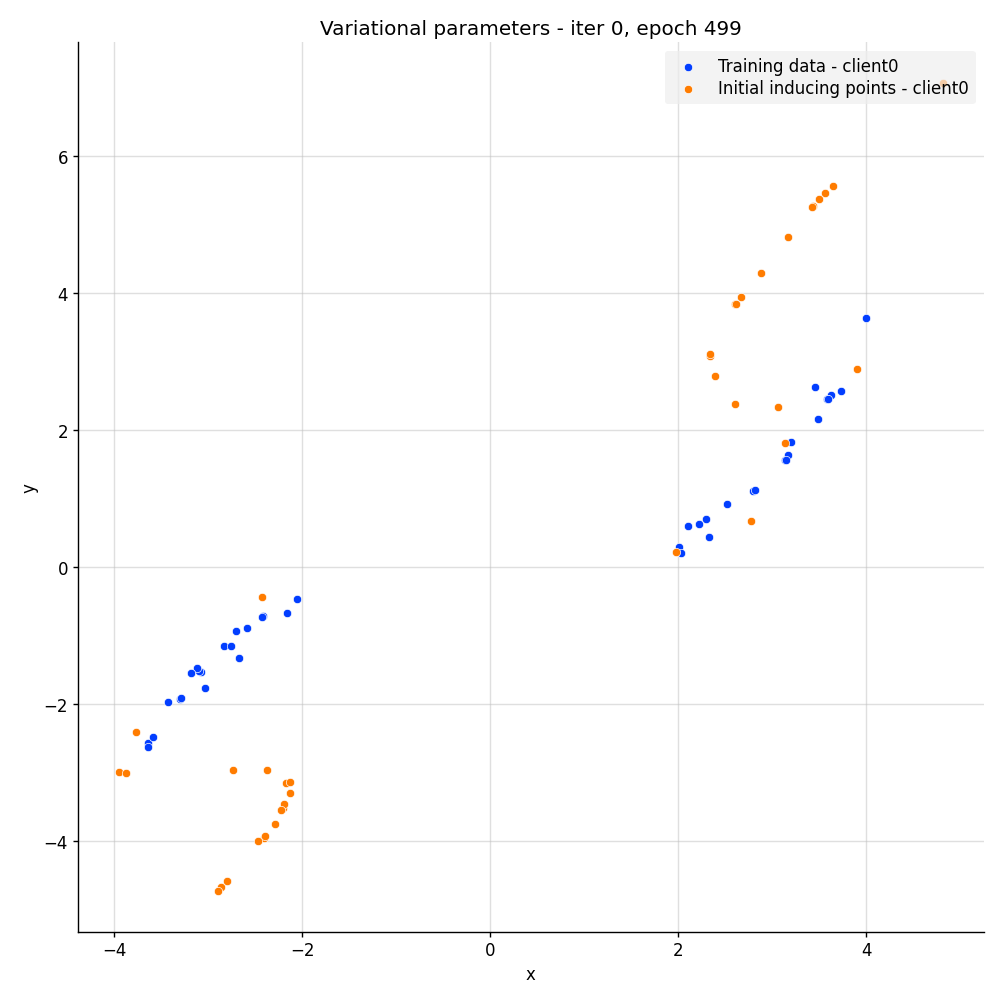 Variational parameters - iter 0, epoch 499
Training data - client0
Initial inducing points - client0
6
4
2
0
−2
−4
y
−4
−2
0
2
4
x